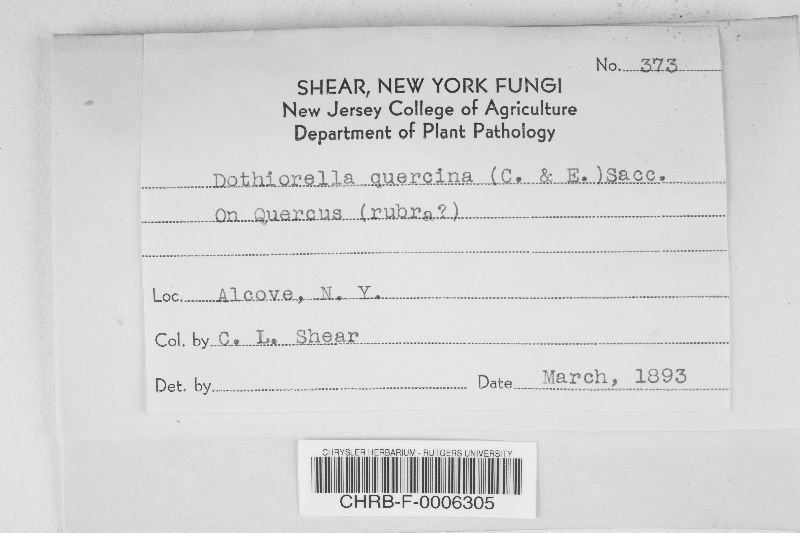 No. 373
SHEAR, NEW YORK FUNGI
New Jersey College of Agriculture
Department of Plant Pathology
Dothiorella quercina (C. & E.)Sacc.
On Quercus (rubra?)
Loc. Alcove, N. Y.
Col. by C. L. Shear
Det. by Date March, 1893
CHRYSLER HERBARIUM - RUTGERS UNIVERSITY
CHRB-F-0006305